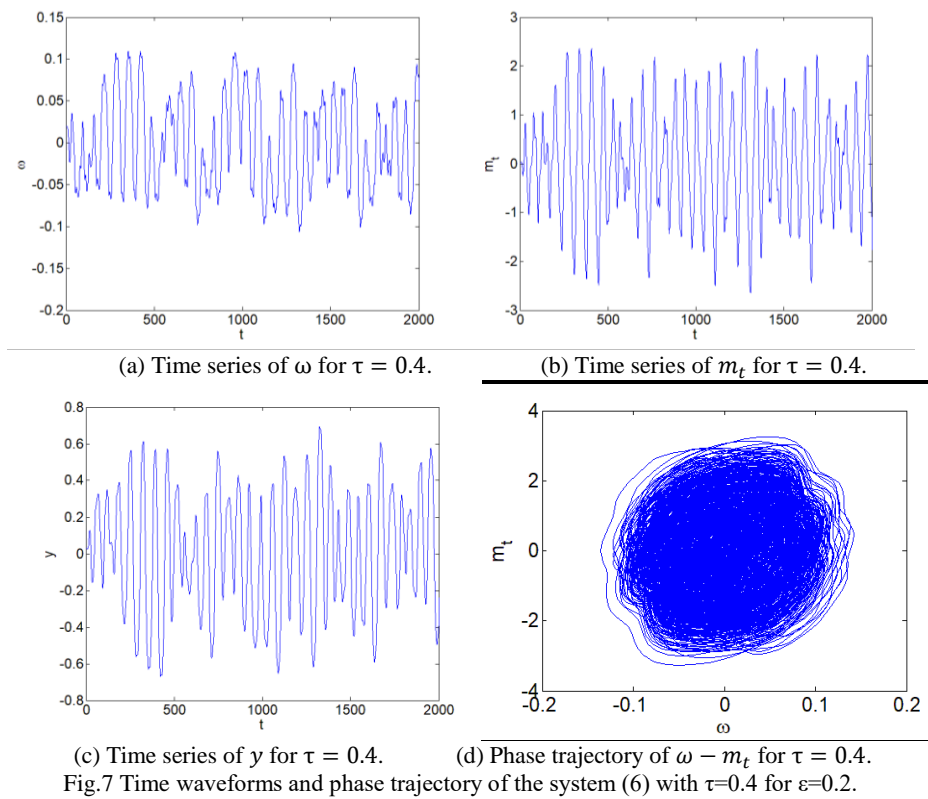 0.15
0.1
0.05
0
-0.05
-0.1
-0.15
-0.2
ω
0 500 1000 1500 2000
t
3
2
1
0
-1
-2
-3
m_t
0 500 1000 1500 2000
t
(a) Time series of ω for τ = 0.4.
(b) Time series of m_t for τ = 0.4.
0.8
0.6
0.4
0.2
0
-0.2
-0.4
-0.6
-0.8
y
0 500 1000 1500 2000
t
4
2
0
-2
-4
m_t
-0.2 -0.1 0 0.1 0.2
ω
(c) Time series of y for τ = 0.4.
(d) Phase trajectory of ω − m_t for τ = 0.4.
Fig.7 Time waveforms and phase trajectory of the system (6) with τ=0.4 for ε=0.2.